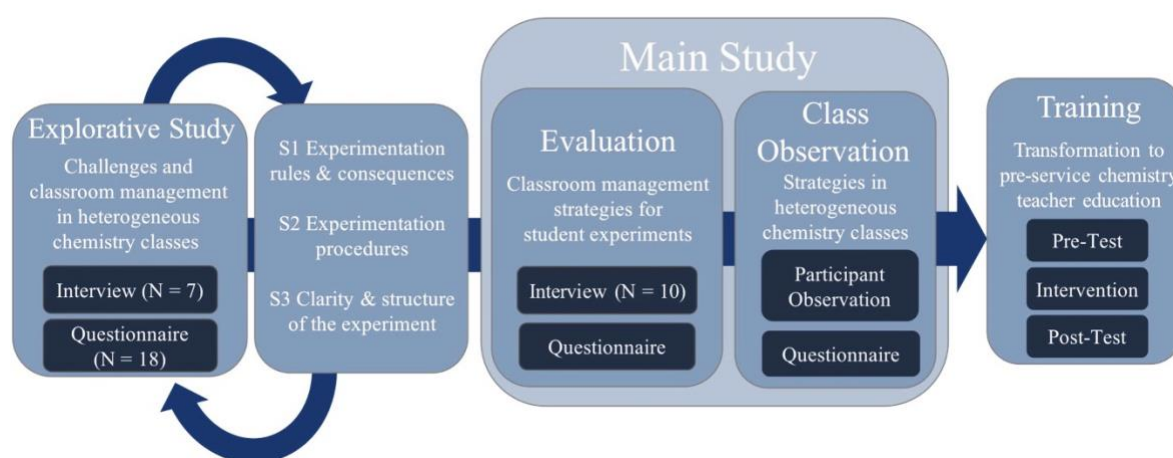 Explorative Study
Challenges and
classroom management
in heterogeneous
chemistry classes
Interview (N = 7)
Questionnaire
(N = 18)
S1 Experimentation
rules & consequences
S2 Experimentation
procedures
S3 Clarity & structure
of the experiment
Main Study
Evaluation
Classroom management
strategies for
student experiments
Interview (N = 10)
Questionnaire
Class
Observation
Strategies in
heterogeneous
chemistry classes
Participant
Observation
Questionnaire
Training
Transformation to
pre-service chemistry
teacher education
Pre-Test
Intervention
Post-Test